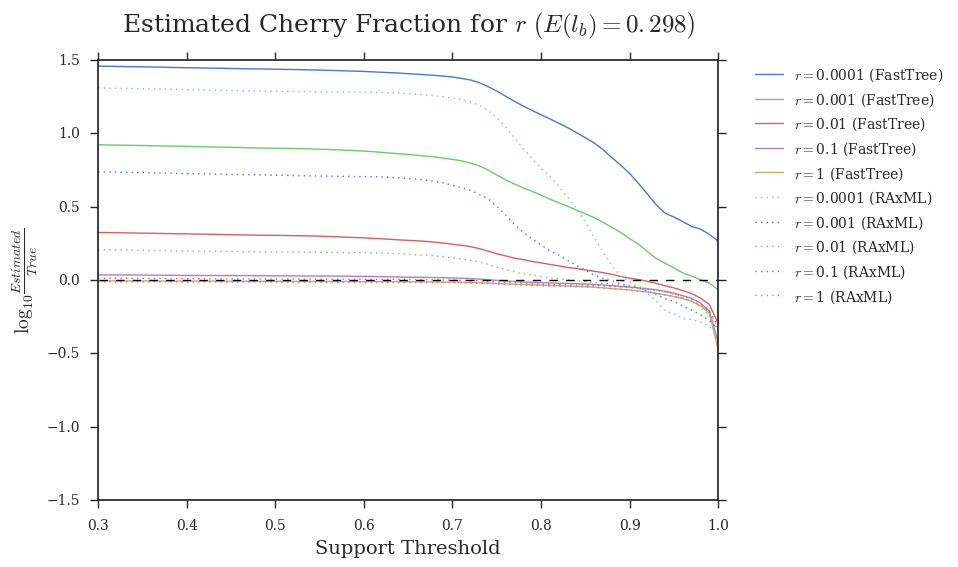 Estimated Cherry Fraction for r (E(l_b) = 0.298)
1.5
1.0
0.5
0.0
−0.5
−1.0
−1.5
log₁₀ Estimated/True
0.3 0.4 0.5 0.6 0.7 0.8 0.9 1.0
Support Threshold
r = 0.0001 (FastTree)
r = 0.001 (FastTree)
r = 0.01 (FastTree)
r = 0.1 (FastTree)
r = 1 (FastTree)
r = 0.0001 (RAxML)
r = 0.001 (RAxML)
r = 0.01 (RAxML)
r = 0.1 (RAxML)
r = 1 (RAxML)